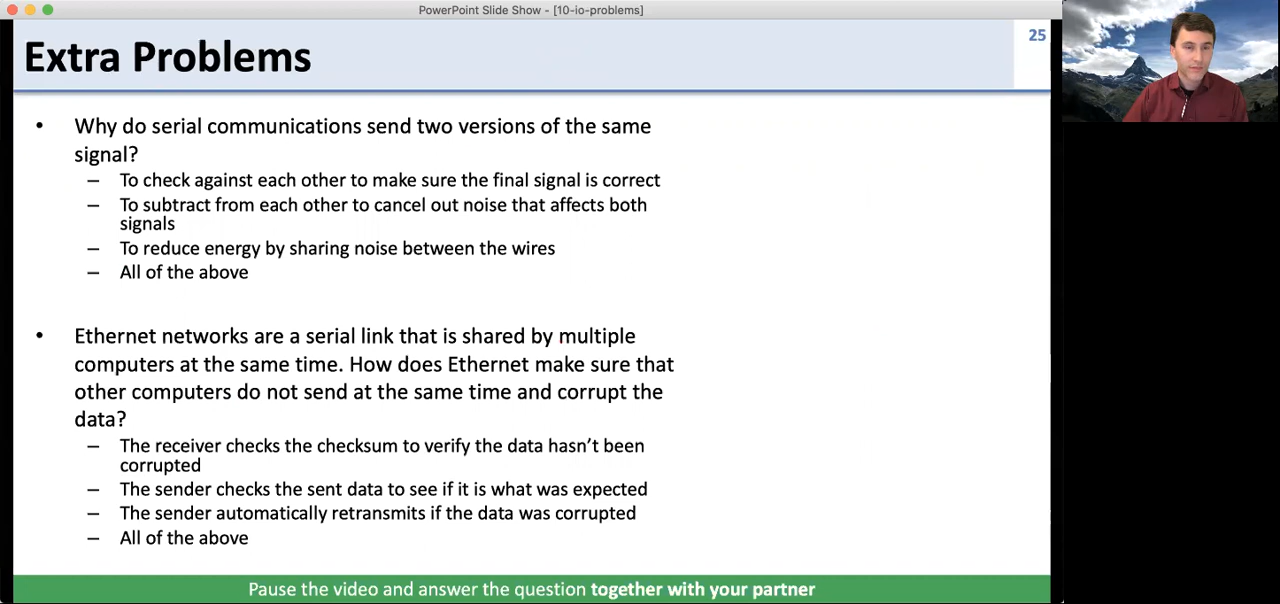 PowerPoint Slide Show - [10-io-problems]
Extra Problems
25
• Why do serial communications send two versions of the same
signal?
– To check against each other to make sure the final signal is correct
– To subtract from each other to cancel out noise that affects both
signals
– To reduce energy by sharing noise between the wires
– All of the above
• Ethernet networks are a serial link that is shared by multiple
computers at the same time. How does Ethernet make sure that
other computers do not send at the same time and corrupt the
data?
– The receiver checks the checksum to verify the data hasn’t been
corrupted
– The sender checks the sent data to see if it is what was expected
– The sender automatically retransmits if the data was corrupted
– All of the above
Pause the video and answer the question together with your partner